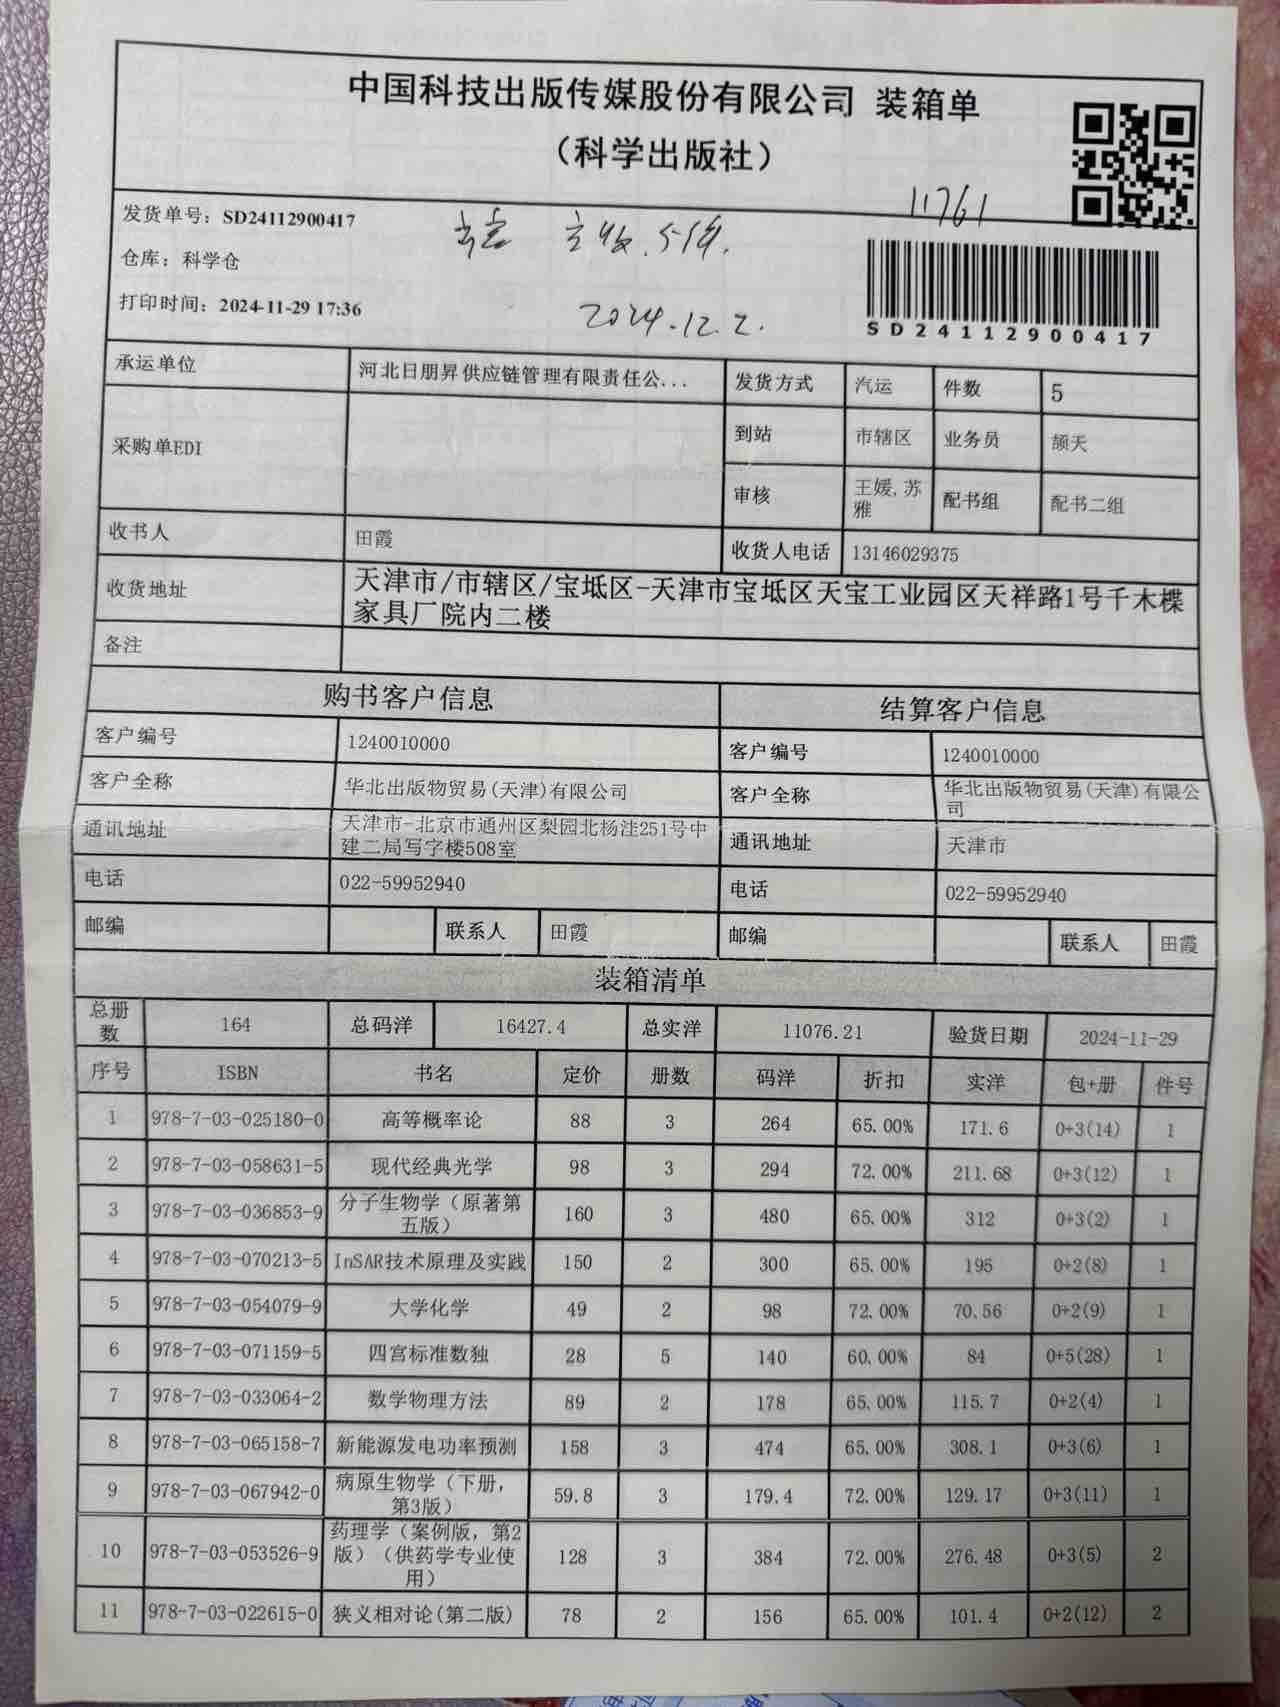 中国科技出版传媒股份有限公司 装箱单
（科学出版社）
11761
发货单号：SD24112900417
实收.5件.
仓库：科学仓
打印时间：2024-11-29 17:36
2024.12.2.
SD24112900417
承运单位 河北日朋昇供应链管理有限责任公... 发货方式 汽运 件数 5
采购单EDI 到站 市辖区 业务员 颉天
审核 王媛,苏雅 配书组 配书二组
收书人 田霞 收货人电话 13146029375
收货地址 天津市/市辖区/宝坻区-天津市宝坻区天宝工业园区天祥路1号千木楪
家具厂院内二楼
备注
购书客户信息 结算客户信息
客户编号 1240010000 客户编号 1240010000
客户全称 华北出版物贸易(天津)有限公司 客户全称 华北出版物贸易(天津)有限公司
通讯地址 天津市-北京市通州区梨园北杨洼251号中建二局写字楼508室 通讯地址 天津市
电话 022-59952940 电话 022-59952940
邮编 联系人 田霞 邮编 联系人 田霞
装箱清单
总册数 164 总码洋 16427.4 总实洋 11076.21 验货日期 2024-11-29
序号 ISBN 书名 定价 册数 码洋 折扣 实洋 包+册 件号
1 978-7-03-025180-0 高等概率论 88 3 264 65.00% 171.6 0+3(14) 1
2 978-7-03-058631-5 现代经典光学 98 3 294 72.00% 211.68 0+3(12) 1
3 978-7-03-036853-9 分子生物学（原著第五版） 160 3 480 65.00% 312 0+3(2) 1
4 978-7-03-070213-5 InSAR技术原理及实践 150 2 300 65.00% 195 0+2(8) 1
5 978-7-03-054079-9 大学化学 49 2 98 72.00% 70.56 0+2(9) 1
6 978-7-03-071159-5 四宫标准数独 28 5 140 60.00% 84 0+5(28) 1
7 978-7-03-033064-2 数学物理方法 89 2 178 65.00% 115.7 0+2(4) 1
8 978-7-03-065158-7 新能源发电功率预测 158 3 474 65.00% 308.1 0+3(6) 1
9 978-7-03-067942-0 病原生物学（下册，第3版） 59.8 3 179.4 72.00% 129.17 0+3(11) 1
10 978-7-03-053526-9 药理学（案例版，第2版）（供药学专业使用） 128 3 384 72.00% 276.48 0+3(5) 2
11 978-7-03-022615-0 狭义相对论(第二版) 78 2 156 65.00% 101.4 0+2(12) 2